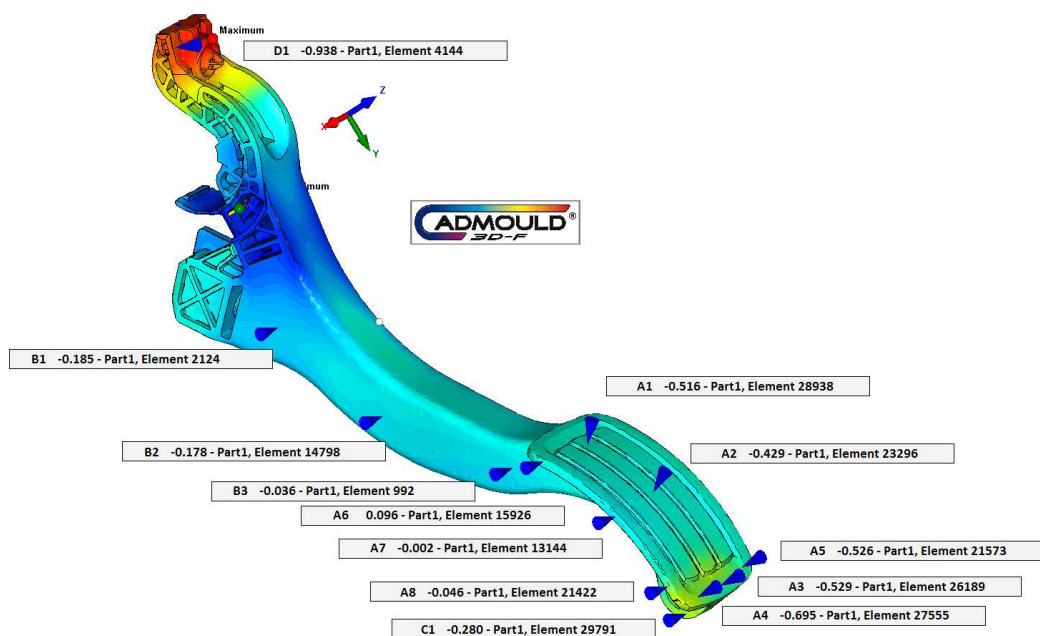 Maximum
D1 -0.938 - Part1, Element 4144
Z
X
Y
mum
CADMOULD®
3D-F
B1 -0.185 - Part1, Element 2124
A1 -0.516 - Part1, Element 28938
B2 -0.178 - Part1, Element 14798
A2 -0.429 - Part1, Element 23296
B3 -0.036 - Part1, Element 992
A6 0.096 - Part1, Element 15926
A7 -0.002 - Part1, Element 13144
A5 -0.526 - Part1, Element 21573
A8 -0.046 - Part1, Element 21422
A3 -0.529 - Part1, Element 26189
A4 -0.695 - Part1, Element 27555
C1 -0.280 - Part1, Element 29791